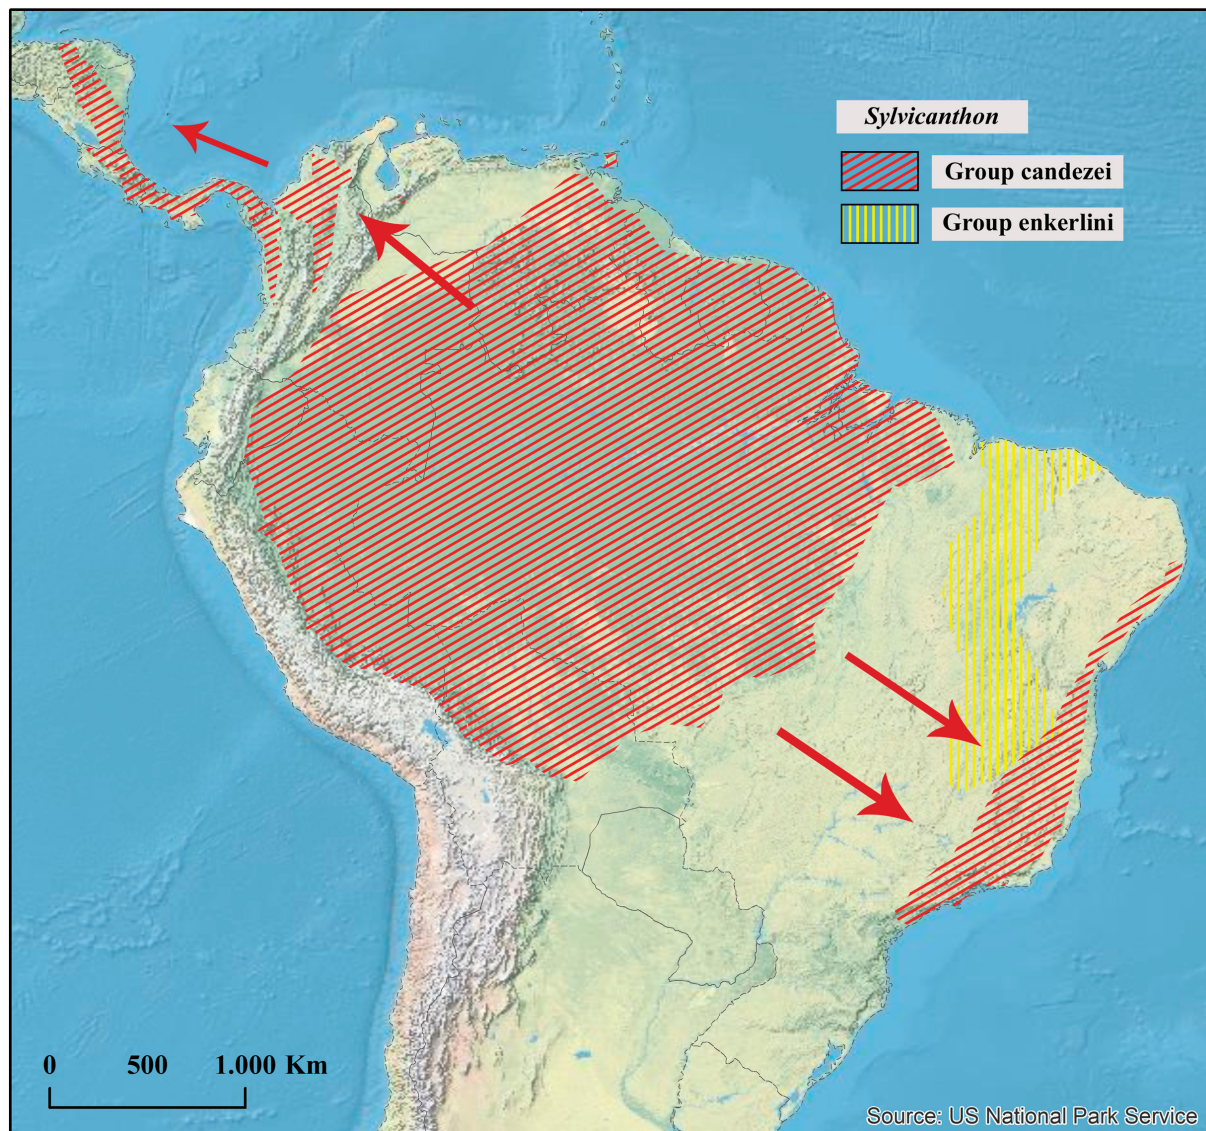 Sylvicanthon
Group candezei
Group enkerlini
0 500 1.000 Km
Source: US National Park Service